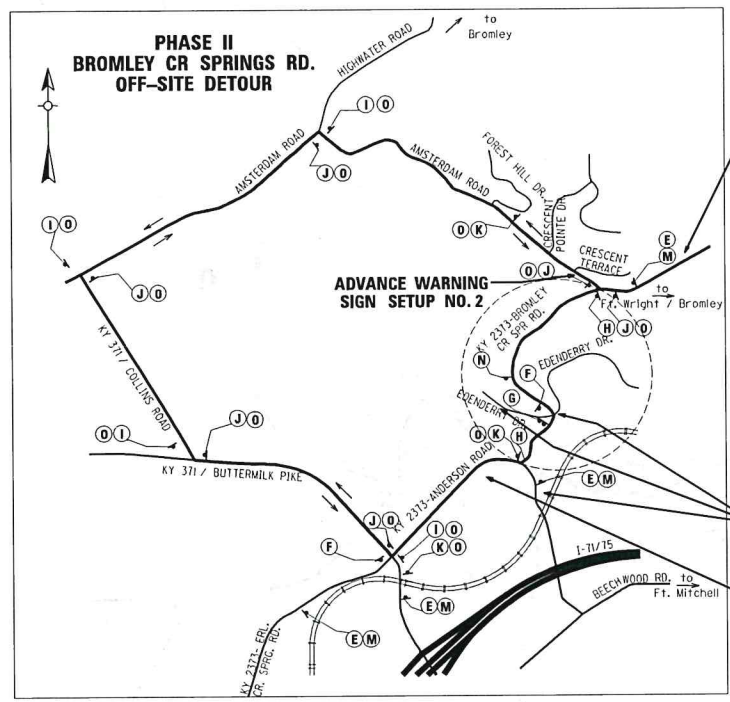 PHASE II
BROMLEY CR SPRINGS RD.
OFF-SITE DETOUR
to
Bromley
HIGHWATER ROAD
I O
J O
AMSTERDAM ROAD
AMSTERDAM ROAD
FOREST HILL DR.
CRESCENT
POINTE DR.
O K
CRESCENT
TERRACE
E
M
I O
J O
O J
ADVANCE WARNING
SIGN SETUP NO. 2
to
Ft. Wright / Bromley
H J O
KY 2373-BROMLEY
CR SPR RD.
EDENDERRY DR.
N
F
G
EDENDERRY DR.
KY 371 / COLLINS ROAD
J O
O I
O K H
KY 371 / BUTTERMILK PIKE
KY 2373-ANDERSON ROAD
E M
J O
I O
F
K O
I-71/75
E M
E M
BEECHWOOD RD.
to
Ft. Mitchell
KY 2373- ERL.
CR. SPRG. RD.